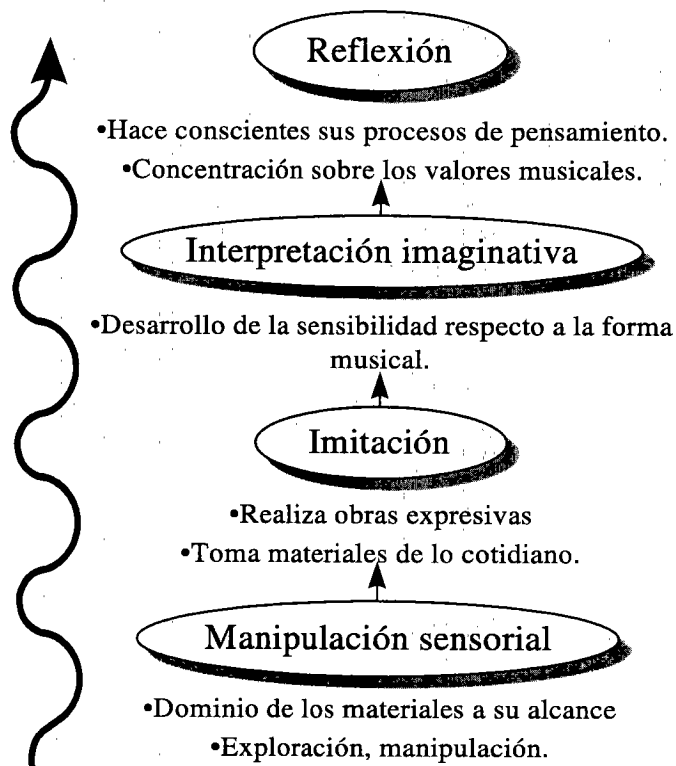 Reflexión
•Hace conscientes sus procesos de pensamiento.
•Concentración sobre los valores musicales.
Interpretación imaginativa
•Desarrollo de la sensibilidad respecto a la forma
musical.
Imitación
•Realiza obras expresivas
•Toma materiales de lo cotidiano.
Manipulación sensorial
•Dominio de los materiales a su alcance
•Exploración, manipulación.